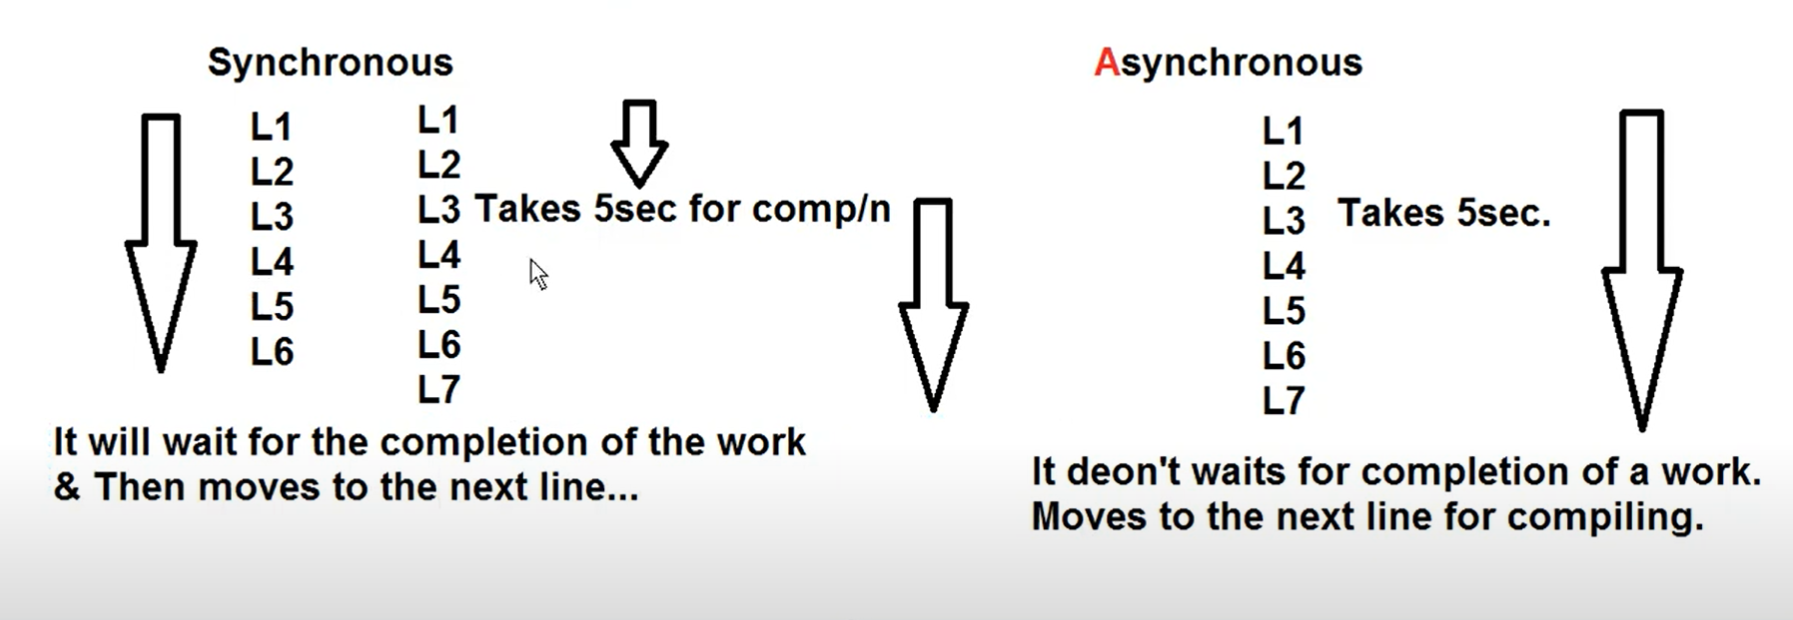 Synchronous
L1
L2
L3
L4
L5
L6
L1
L2
L3 Takes 5sec for comp/n
L4
L5
L6
L7
It will wait for the completion of the work
& Then moves to the next line...
Asynchronous
L1
L2
L3 Takes 5sec.
L4
L5
L6
L7
It deon't waits for completion of a work.
Moves to the next line for compiling.